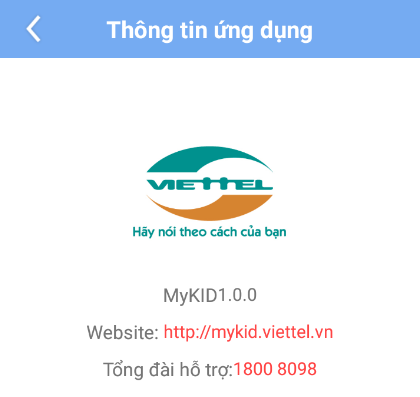 Thông tin ứng dụng
VIETTEL
Hãy nói theo cách của bạn
MyKID1.0.0
Website: http://mykid.viettel.vn
Tổng đài hỗ trợ:1800 8098